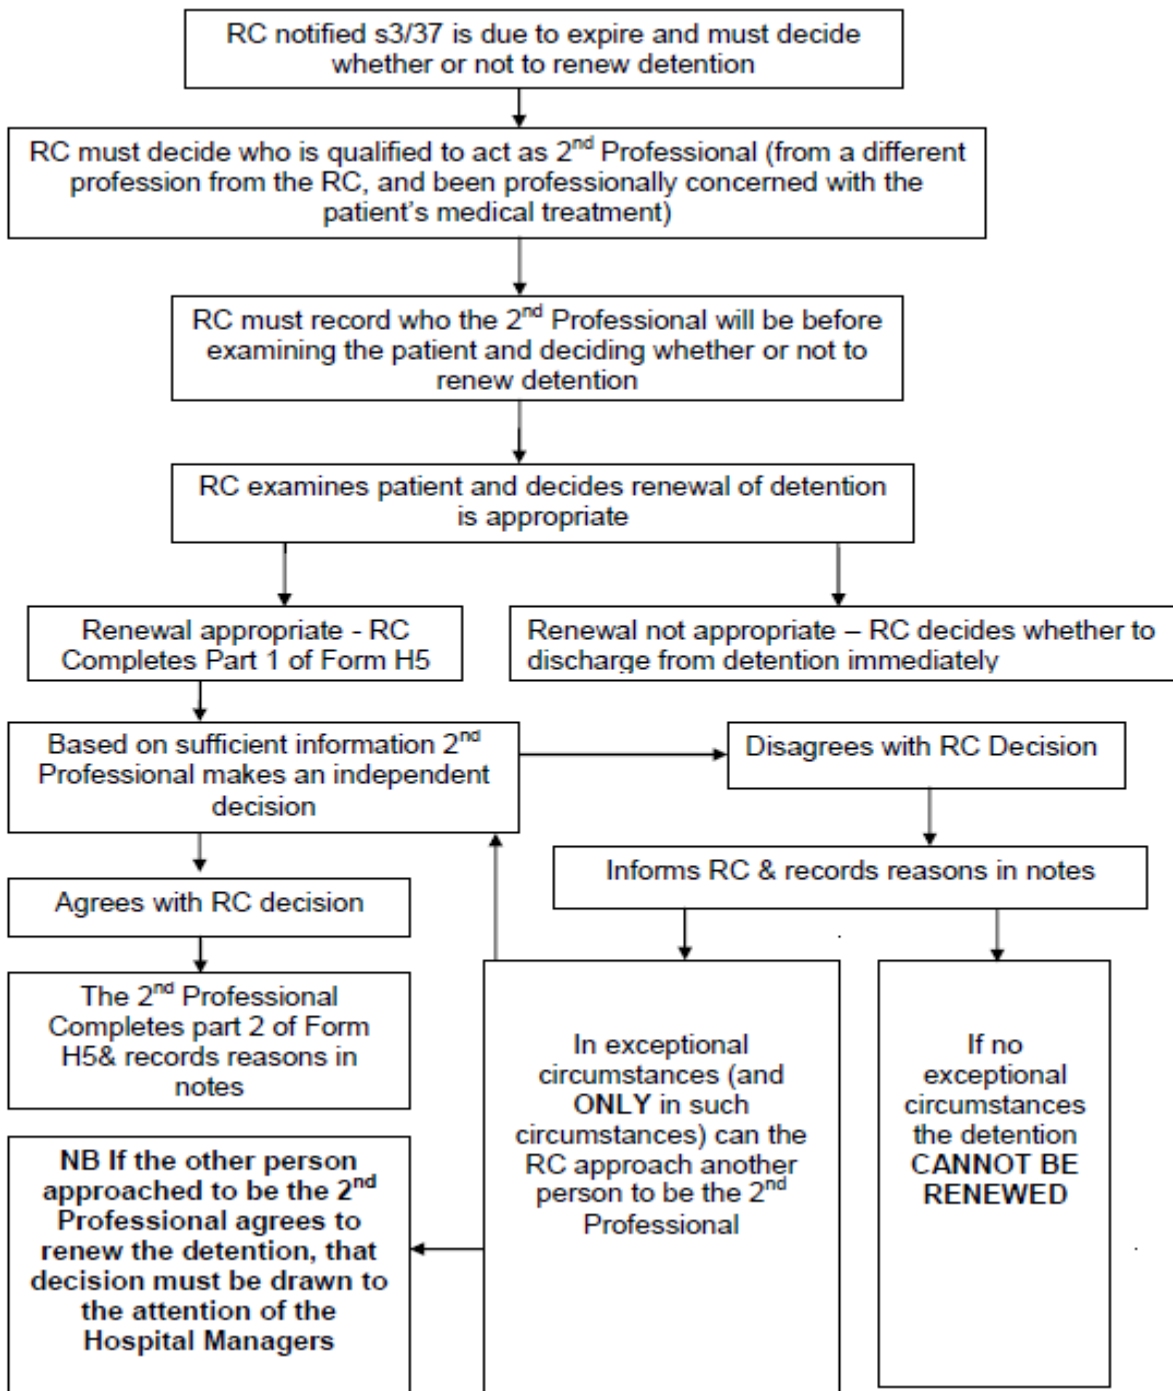 RC notified s3/37 is due to expire and must decide
whether or not to renew detention
RC must decide who is qualified to act as 2nd Professional (from a different
profession from the RC, and been professionally concerned with the
patient's medical treatment)
RC must record who the 2nd Professional will be before
examining the patient and deciding whether or not to
renew detention
RC examines patient and decides renewal of detention
is appropriate
Renewal appropriate - RC
Completes Part 1 of Form H5
Renewal not appropriate – RC decides whether to
discharge from detention immediately
Based on sufficient information 2nd
Professional makes an independent
decision
Disagrees with RC Decision
Informs RC & records reasons in notes
Agrees with RC decision
The 2nd Professional
Completes part 2 of Form
H5& records reasons in
notes
In exceptional
circumstances (and
ONLY in such
circumstances) can the
RC approach another
person to be the 2nd
Professional
If no
exceptional
circumstances
the detention
CANNOT BE
RENEWED
NB If the other person
approached to be the 2nd
Professional agrees to
renew the detention, that
decision must be drawn to
the attention of the
Hospital Managers